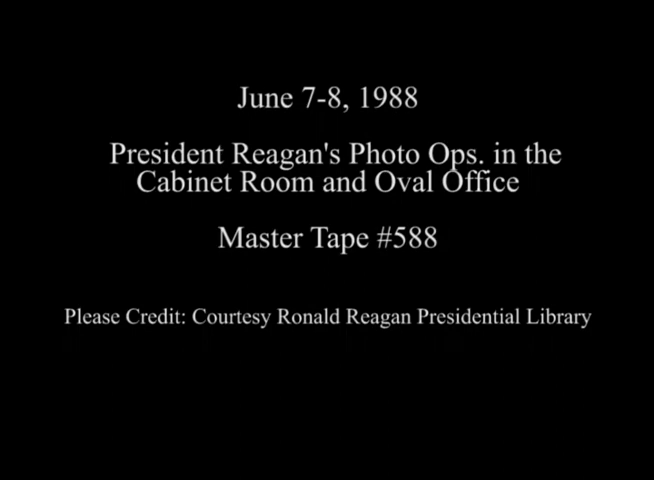 June 7-8, 1988
President Reagan's Photo Ops. in the
Cabinet Room and Oval Office
Master Tape #588
Please Credit: Courtesy Ronald Reagan Presidential Library